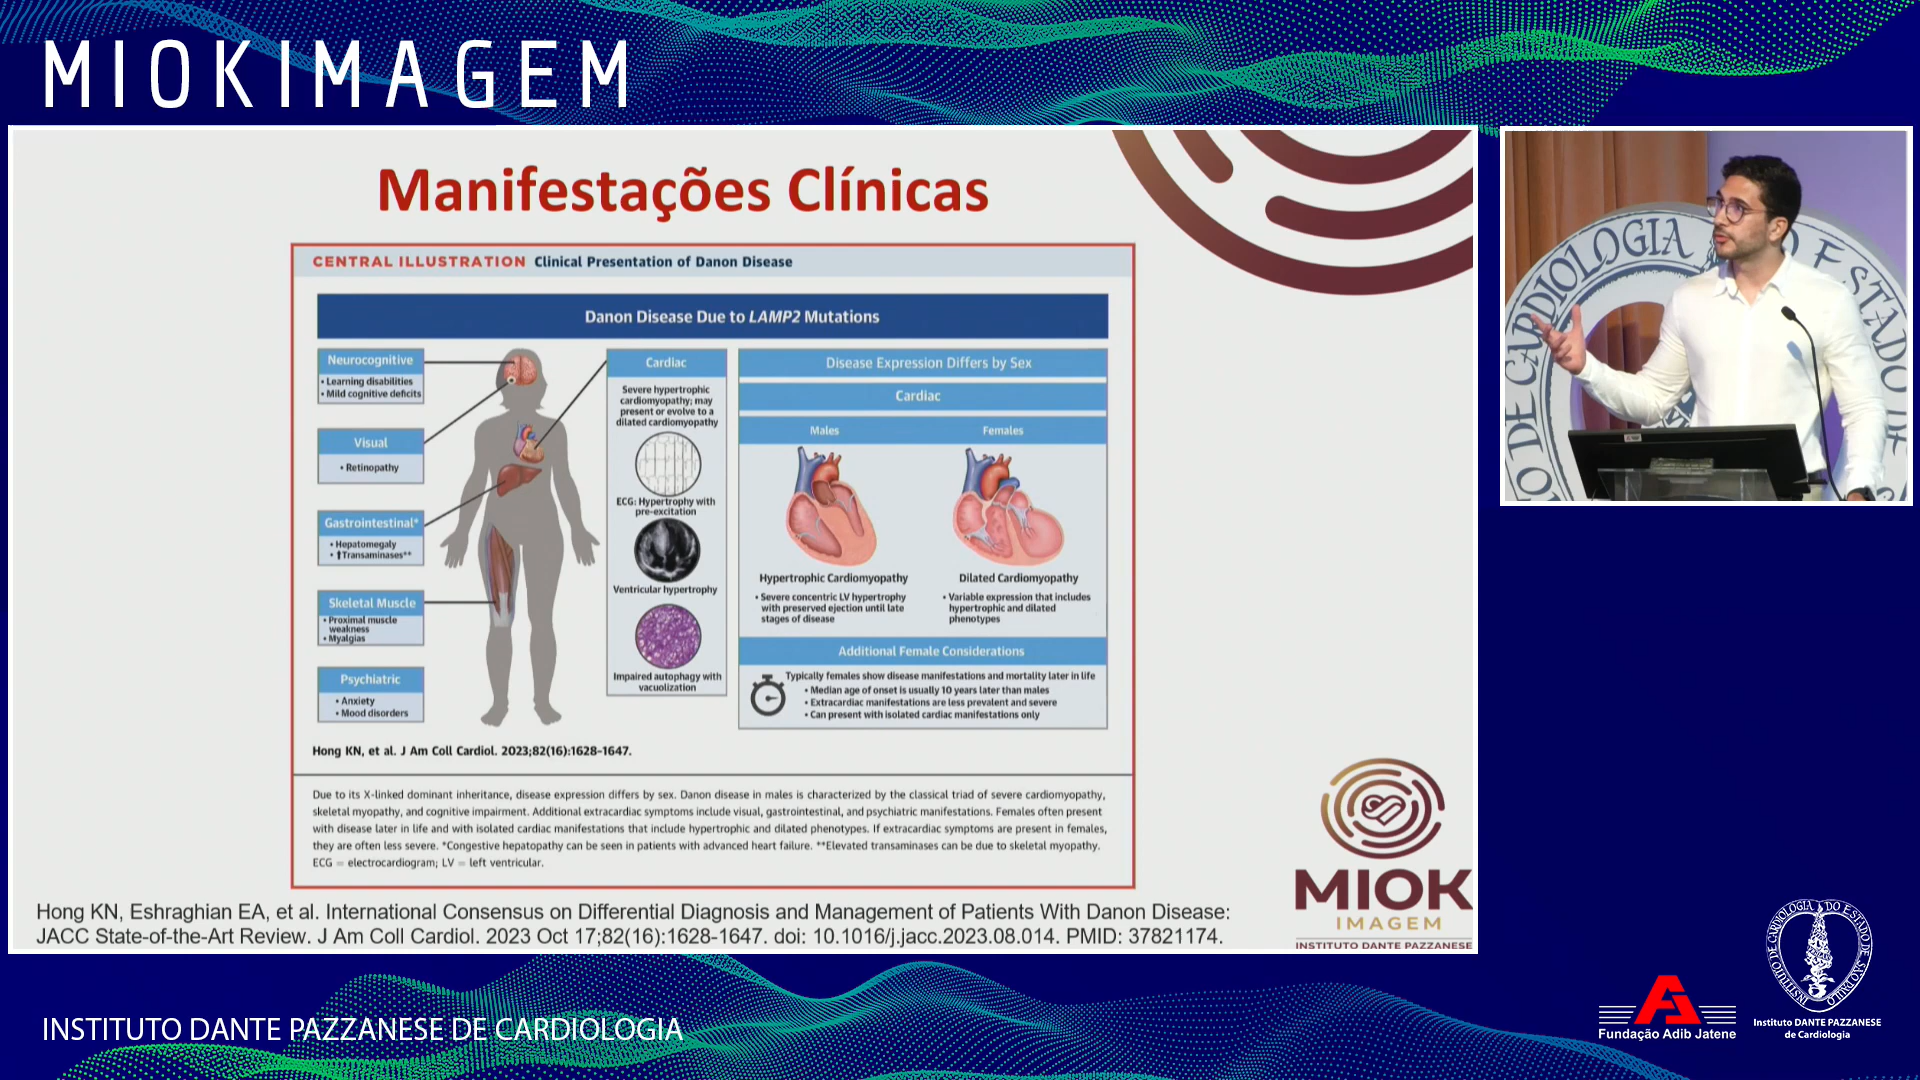 MIOKIMAGEM
Manifestações Clínicas
CENTRAL ILLUSTRATION Clinical Presentation of Danon Disease
Danon Disease Due to LAMP2 Mutations
Neurocognitive
• Learning disabilities
• Mild cognitive deficits
Visual
• Retinopathy
Gastrointestinal*
• Hepatomegaly
• ↑Transaminases**
Skeletal Muscle
• Proximal muscle
weakness
• Myalgias
Psychiatric
• Anxiety
• Mood disorders
Cardiac
Severe hypertrophic
cardiomyopathy; may
present or evolve to a
dilated cardiomyopathy
ECG: Hypertrophy with
pre-excitation
Ventricular hypertrophy
Impaired autophagy with
vacuolization
Disease Expression Differs by Sex
Cardiac
Males
Females
Hypertrophic Cardiomyopathy
• Severe concentric LV hypertrophy
with preserved ejection until late
stages of disease
Dilated Cardiomyopathy
• Variable expression that includes
hypertrophic and dilated
phenotypes
Additional Female Considerations
Typically females show disease manifestations and mortality later in life
• Median age of onset is usually 10 years later than males
• Extracardiac manifestations are less prevalent and severe
• Can present with isolated cardiac manifestations only
Hong KN, et al. J Am Coll Cardiol. 2023;82(16):1628-1647.
Due to its X-linked dominant inheritance, disease expression differs by sex. Danon disease in males is characterized by the classical triad of severe cardiomyopathy,
skeletal myopathy, and cognitive impairment. Additional extracardiac symptoms include visual, gastrointestinal, and psychiatric manifestations. Females often present
with disease later in life and with isolated cardiac manifestations that include hypertrophic and dilated phenotypes. If extracardiac symptoms are present in females,
they are often less severe. *Congestive hepatopathy can be seen in patients with advanced heart failure. **Elevated transaminases can be due to skeletal myopathy.
ECG = electrocardiogram; LV = left ventricular.
Hong KN, Eshraghian EA, et al. International Consensus on Differential Diagnosis and Management of Patients With Danon Disease:
JACC State-of-the-Art Review. J Am Coll Cardiol. 2023 Oct 17;82(16):1628-1647. doi: 10.1016/j.jacc.2023.08.014. PMID: 37821174.
MIOK
IMAGEM
INSTITUTO DANTE PAZZANESE
DE CARDIOLOGIA
DO ESTADO DE
INSTITUTO DANTE PAZZANESE DE CARDIOLOGIA
Fundação Adib Jatene
INSTITUTO DE CARDIOLOGIA DO ESTADO DE SÃO PAULO
Instituto DANTE PAZZANESE
de Cardiologia